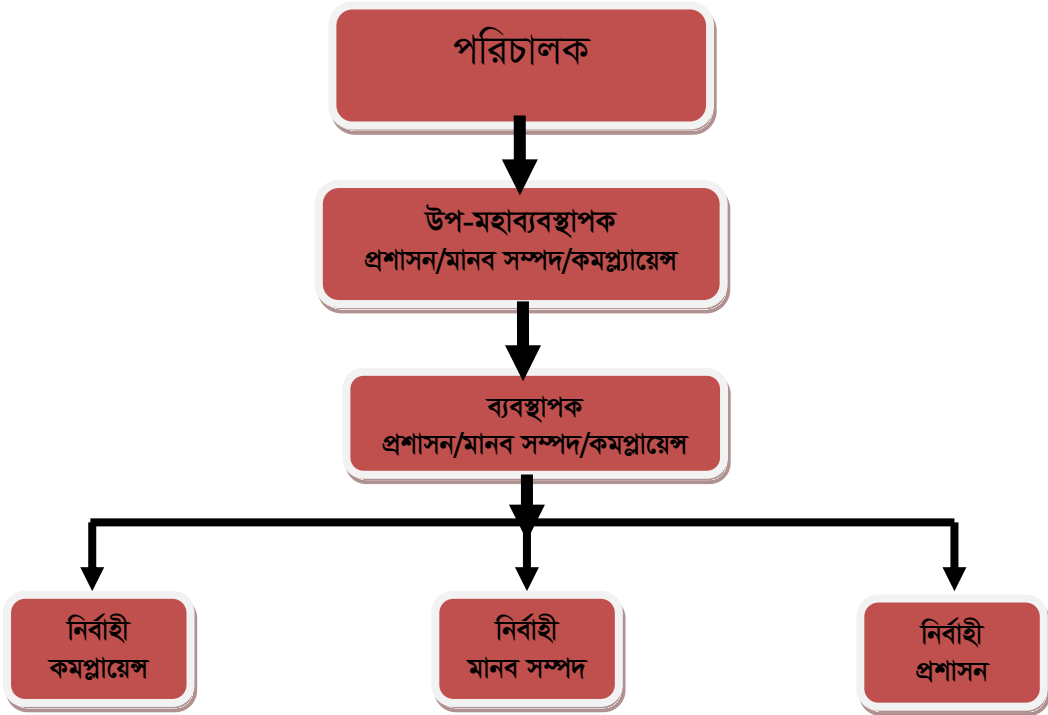 পরিচালক
উপ-মহাব্যবস্থাপক
প্রশাসন/মানব সম্পদ/কমপ্ল্যায়েন্স
ব্যবস্থাপক
প্রশাসন/মানব সম্পদ/কমপ্লায়েন্স
নির্বাহী
কমপ্লায়েন্স
নির্বাহী
মানব সম্পদ
নির্বাহী
প্রশাসন